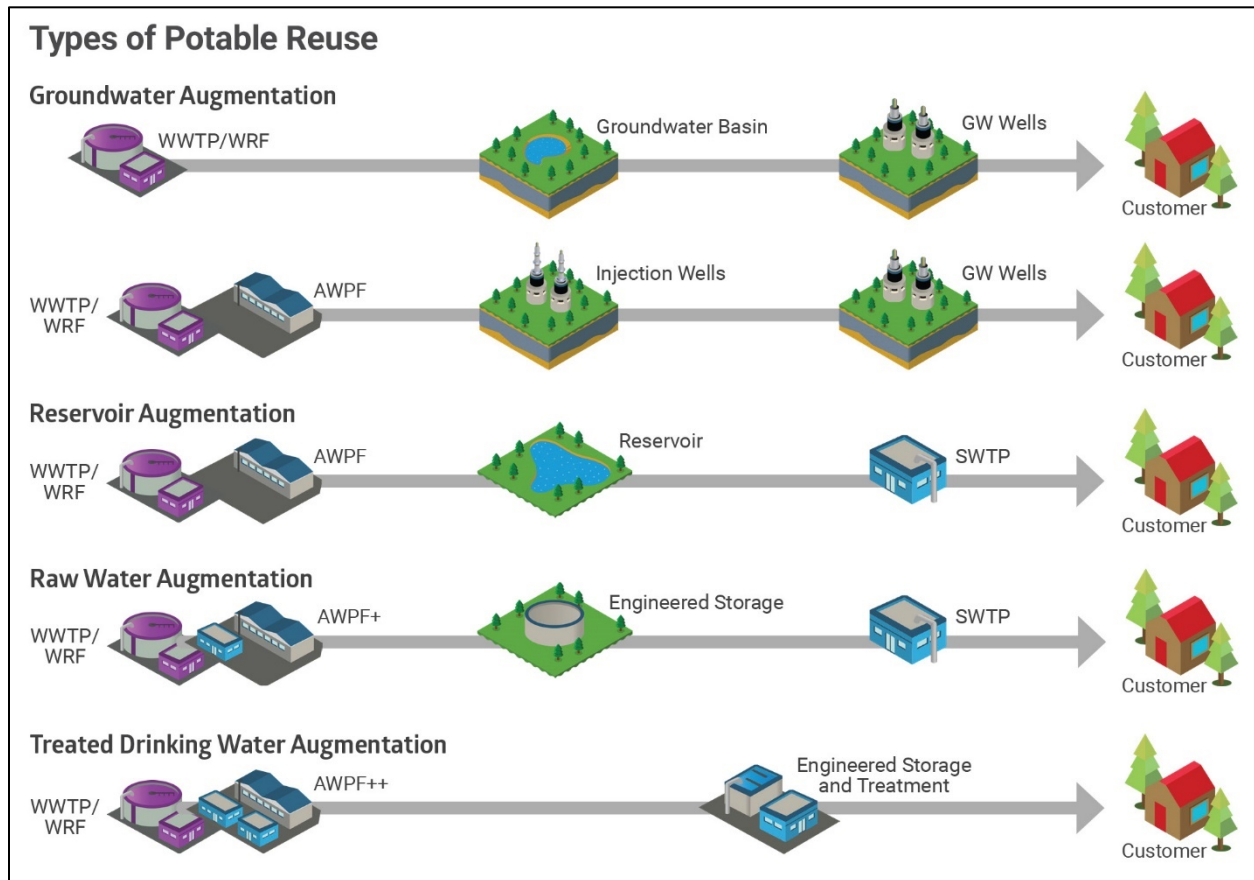 Types of Potable Reuse
Groundwater Augmentation
WWTP/WRF
Groundwater Basin
GW Wells
Customer
WWTP/
WRF
AWPF
Injection Wells
GW Wells
Customer
Reservoir Augmentation
WWTP/
WRF
AWPF
Reservoir
SWTP
Customer
Raw Water Augmentation
WWTP/
WRF
AWPF+
Engineered Storage
SWTP
Customer
Treated Drinking Water Augmentation
WWTP/
WRF
AWPF++
Engineered Storage
and Treatment
Customer